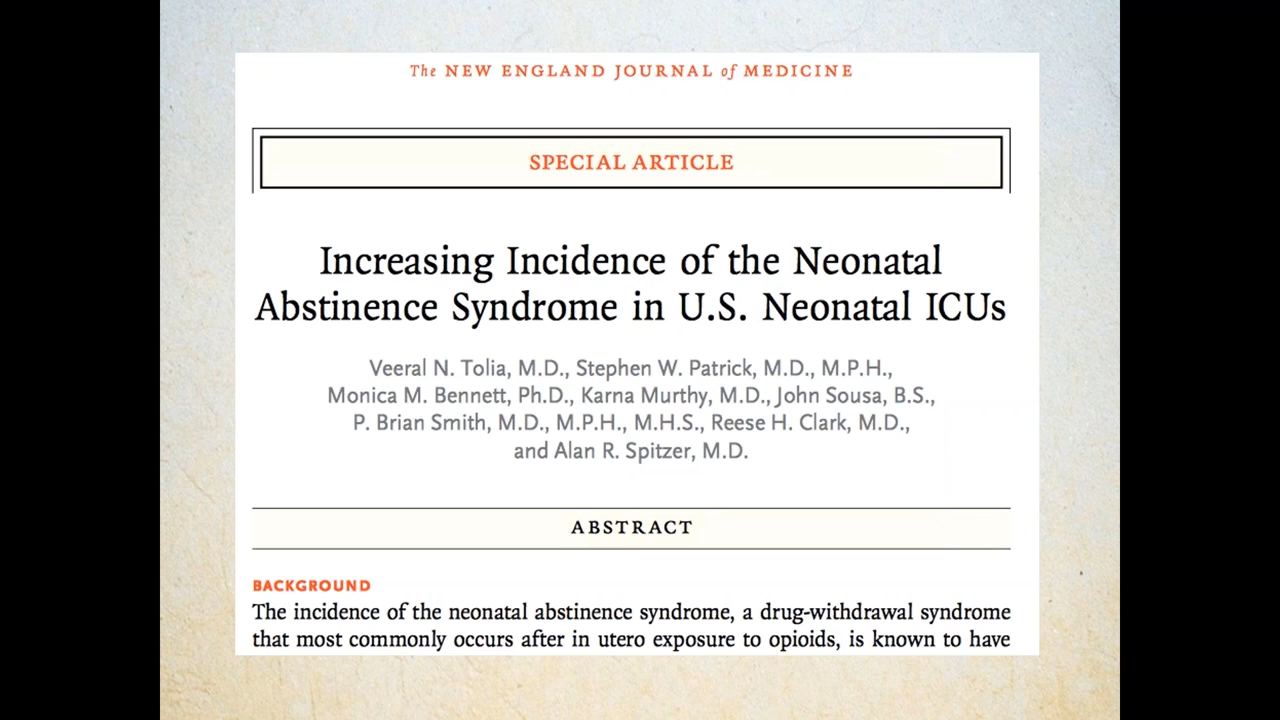 The NEW ENGLAND JOURNAL of MEDICINE
SPECIAL ARTICLE
Increasing Incidence of the Neonatal
Abstinence Syndrome in U.S. Neonatal ICUs
Veeral N. Tolia, M.D., Stephen W. Patrick, M.D., M.P.H.,
Monica M. Bennett, Ph.D., Karna Murthy, M.D., John Sousa, B.S.,
P. Brian Smith, M.D., M.P.H., M.H.S., Reese H. Clark, M.D.,
and Alan R. Spitzer, M.D.
ABSTRACT
BACKGROUND
The incidence of the neonatal abstinence syndrome, a drug-withdrawal syndrome
that most commonly occurs after in utero exposure to opioids, is known to have